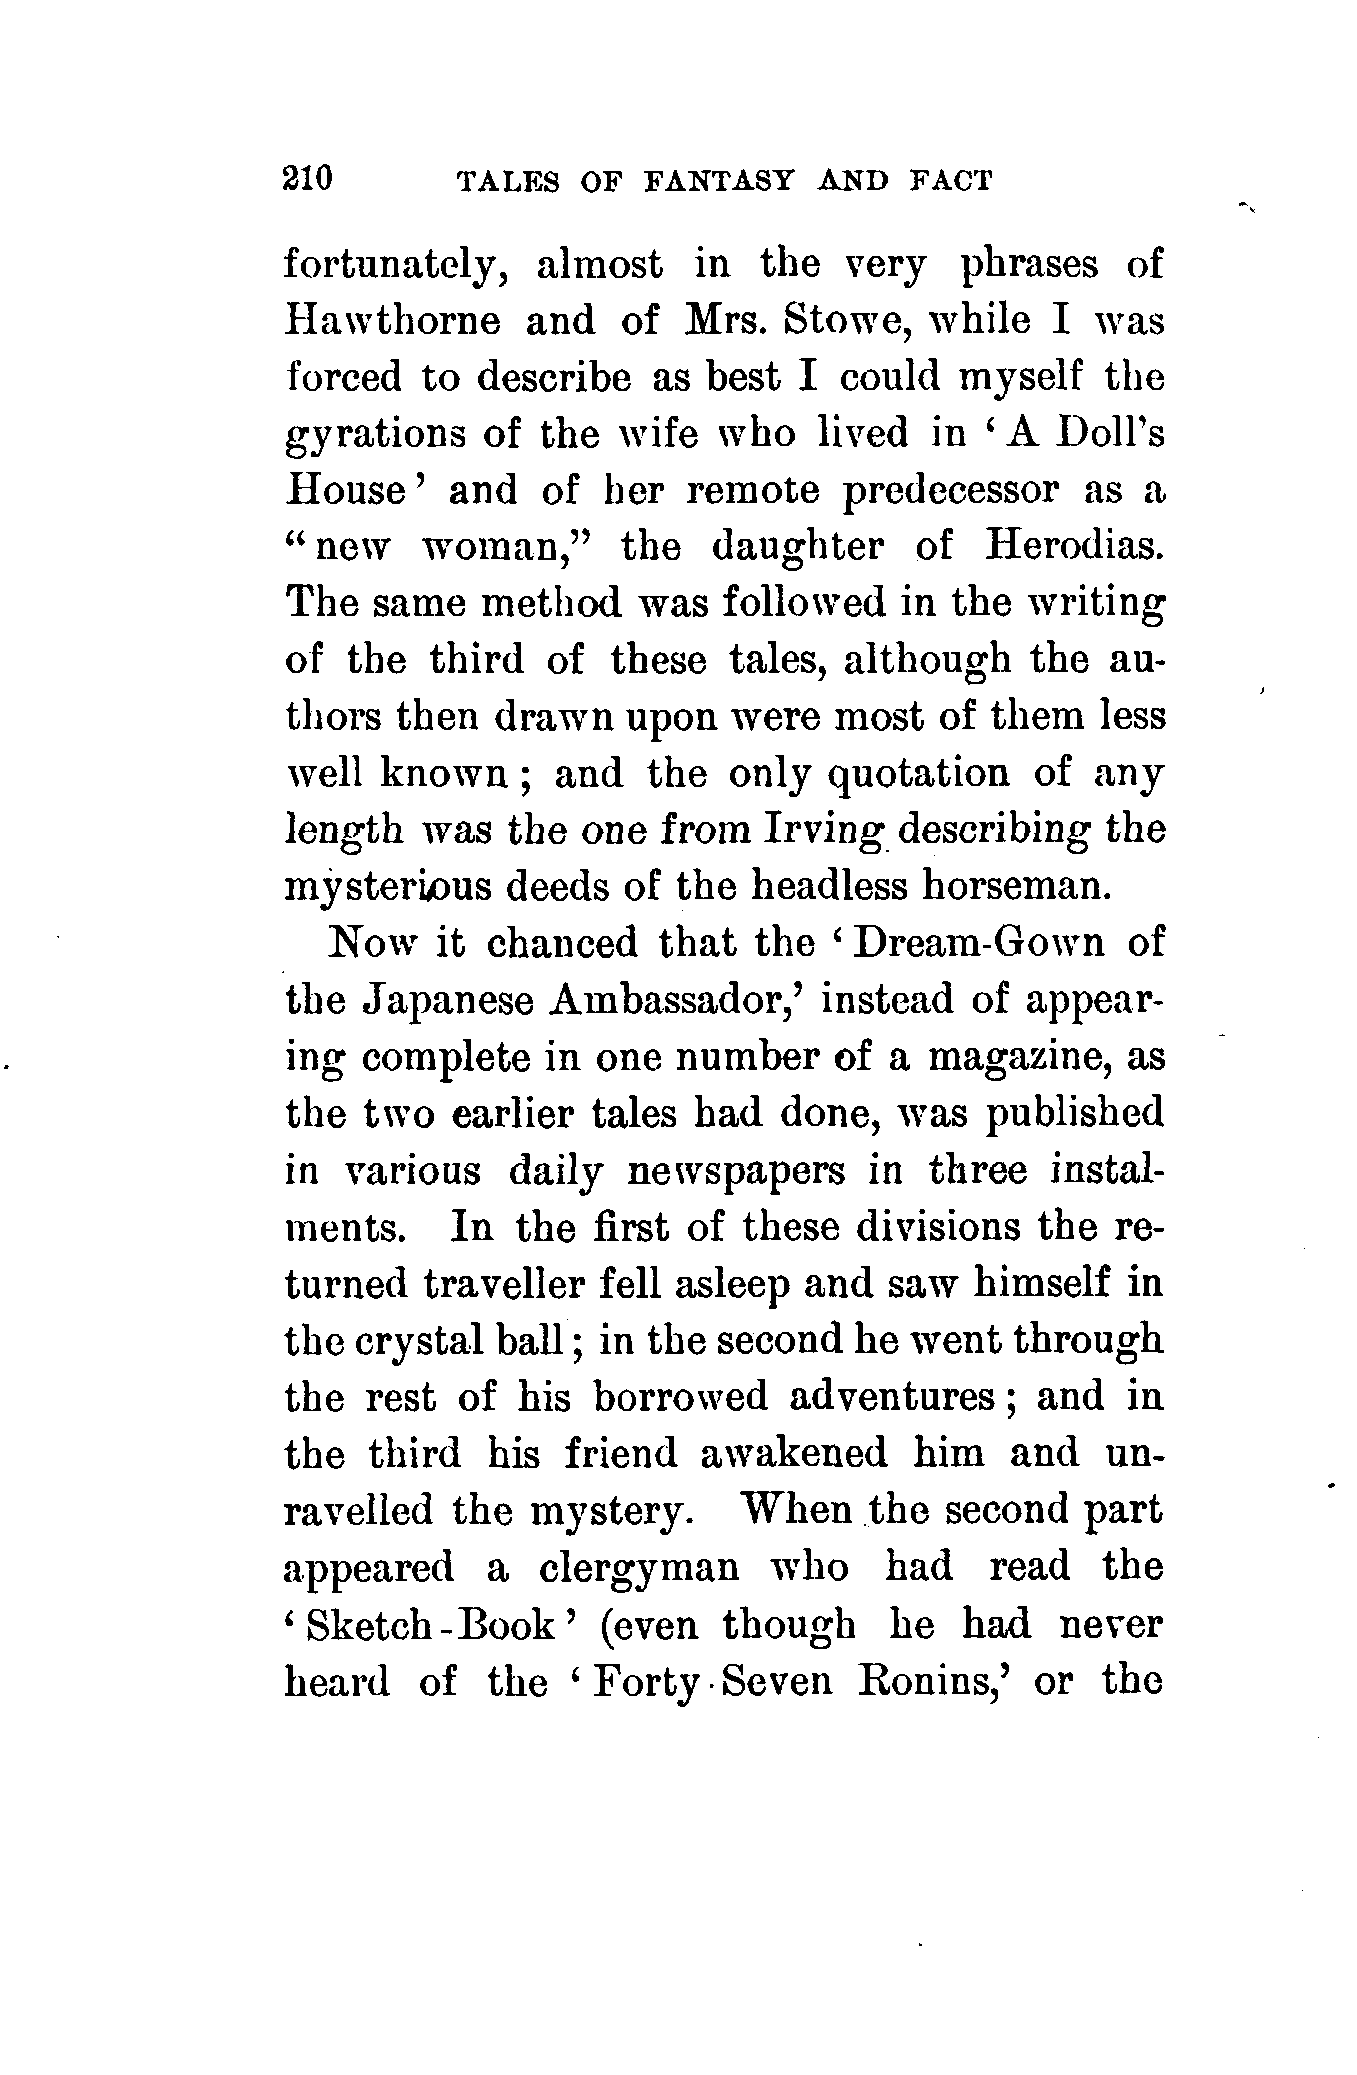 210 TALES OF FANTASY AND FACT
fortunately, almost in the very phrases of
Hawthorne and of Mrs. Stowe, while I was
forced to describe as best I could myself the
gyrations of the wife who lived in ‘A Doll’s
House’ and of her remote predecessor as a
“new woman,” the daughter of Herodias.
The same method was followed in the writing
of the third of these tales, although the au-
thors then drawn upon were most of them less
well known; and the only quotation of any
length was the one from Irving describing the
mysterious deeds of the headless horseman.
Now it chanced that the ‘Dream-Gown of
the Japanese Ambassador,’ instead of appear-
ing complete in one number of a magazine, as
the two earlier tales had done, was published
in various daily newspapers in three instal-
ments. In the first of these divisions the re-
turned traveller fell asleep and saw himself in
the crystal ball; in the second he went through
the rest of his borrowed adventures; and in
the third his friend awakened him and un-
ravelled the mystery. When the second part
appeared a clergyman who had read the
‘Sketch-Book’ (even though he had never
heard of the ‘Forty-Seven Ronins,’ or the